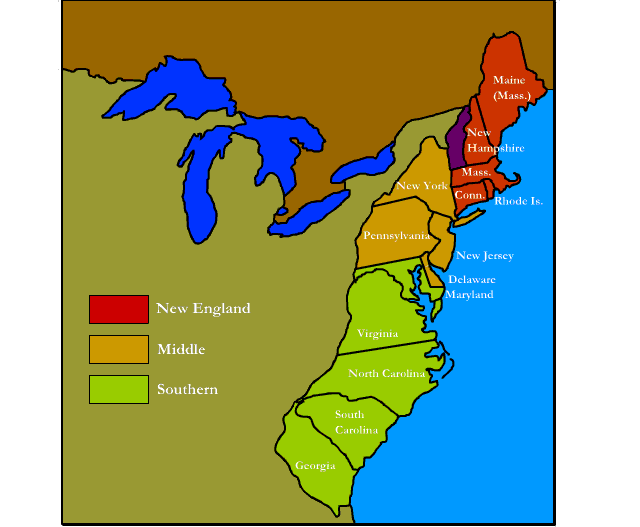 Maine
(Mass.)
New
Hampshire
Mass.
New York
Conn.
Rhode Is.
Pennsylvania
New Jersey
Delaware
Maryland
New England
Virginia
Middle
North Carolina
Southern
South
Carolina
Georgia